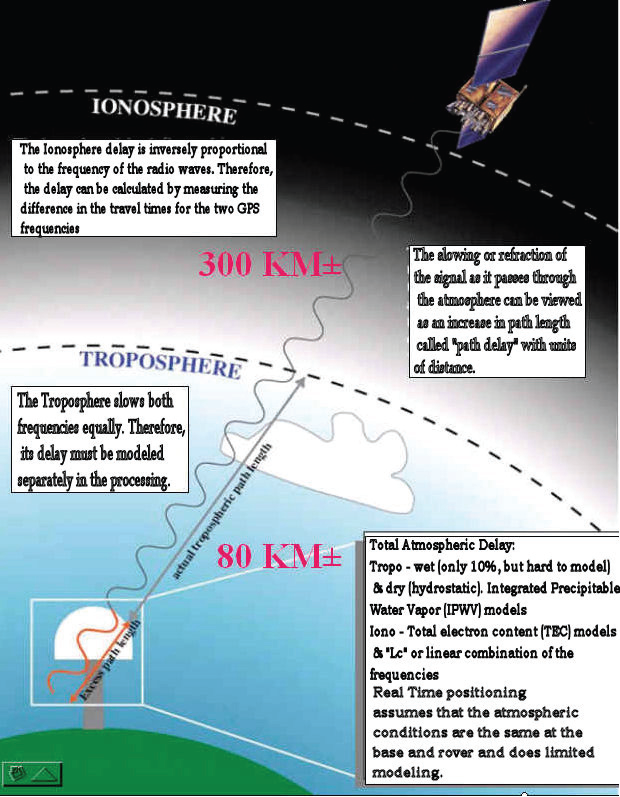 IONOSPHERE
The Ionosphere delay is inversely proportional
to the frequency of the radio waves. Therefore,
the delay can be calculated by measuring the
difference in the travel times for the two GPS
frequencies
300 KM±
The slowing or refraction of
the signal as it passes through
the atmosphere can be viewed
as an increase in path length
called "path delay" with units
of distance.
TROPOSPHERE
The Troposphere slows both
frequencies equally. Therefore,
its delay must be modeled
separately in the processing.
actual tropospheric path length
80 KM±
Excess path length
Total Atmospheric Delay:
Tropo - wet (only 10%, but hard to model)
& dry (hydrostatic). Integrated Precipitable
Water Vapor (IPWV) models
Iono - Total electron content (TEC) models
& "Lc" or linear combination of the
frequencies
Real Time positioning
assumes that the atmospheric
conditions are the same at the
base and rover and does limited
modeling.